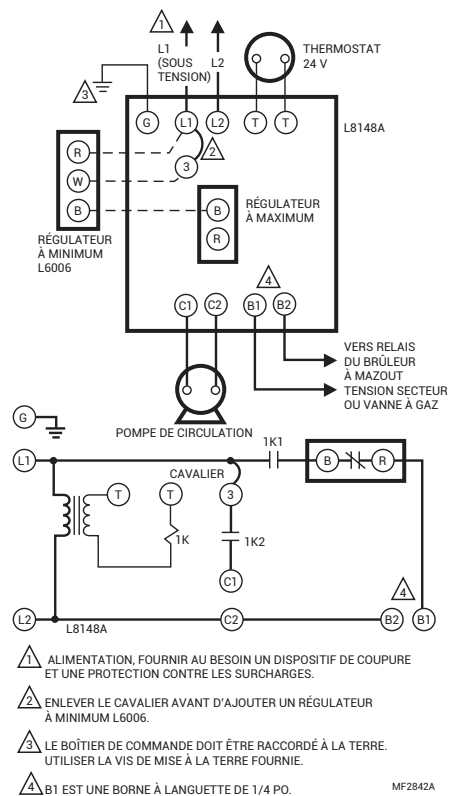 1
L1
(SOUS
TENSION)
L2
THERMOSTAT
24 V
3
G
L1
L2
T
T
L8148A
2
3
R
W
B
RÉGULATEUR
À MINIMUM
L6006
B
R
RÉGULATEUR
À MAXIMUM
4
C1
C2
B1
B2
VERS RELAIS
DU BRÛLEUR
À MAZOUT
TENSION SECTEUR
OU VANNE À GAZ
POMPE DE CIRCULATION
G
L1
1K1
B
R
CAVALIER
T
T
3
1K
1K2
C1
4
L2
L8148A
C2
B2
B1
1 ALIMENTATION, FOURNIR AU BESOIN UN DISPOSITIF DE COUPURE
ET UNE PROTECTION CONTRE LES SURCHARGES.
2 ENLEVER LE CAVALIER AVANT D'AJOUTER UN RÉGULATEUR
À MINIMUM L6006.
3 LE BOÎTIER DE COMMANDE DOIT ÊTRE RACCORDÉ À LA TERRE.
UTILISER LA VIS DE MISE À LA TERRE FOURNIE.
4 B1 EST UNE BORNE À LANGUETTE DE 1/4 PO.
MF2842A